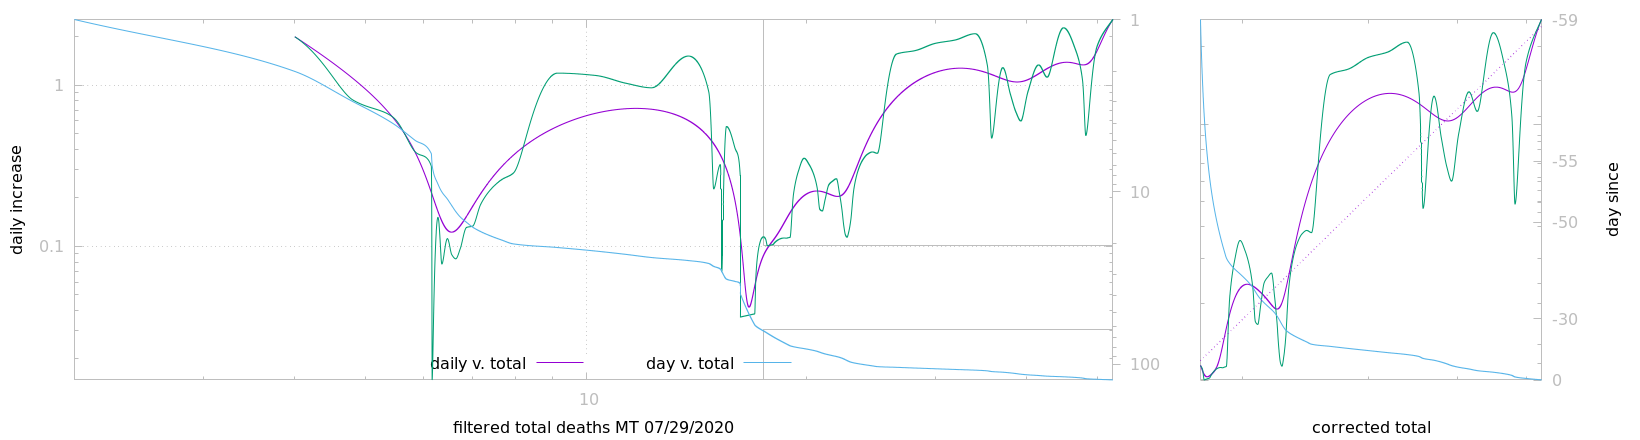 daily increase
1
0.1
daily v. total
day v. total
10
filtered total deaths MT 07/29/2020
1
10
100
-59
-55
-50
-30
0
day since
corrected total